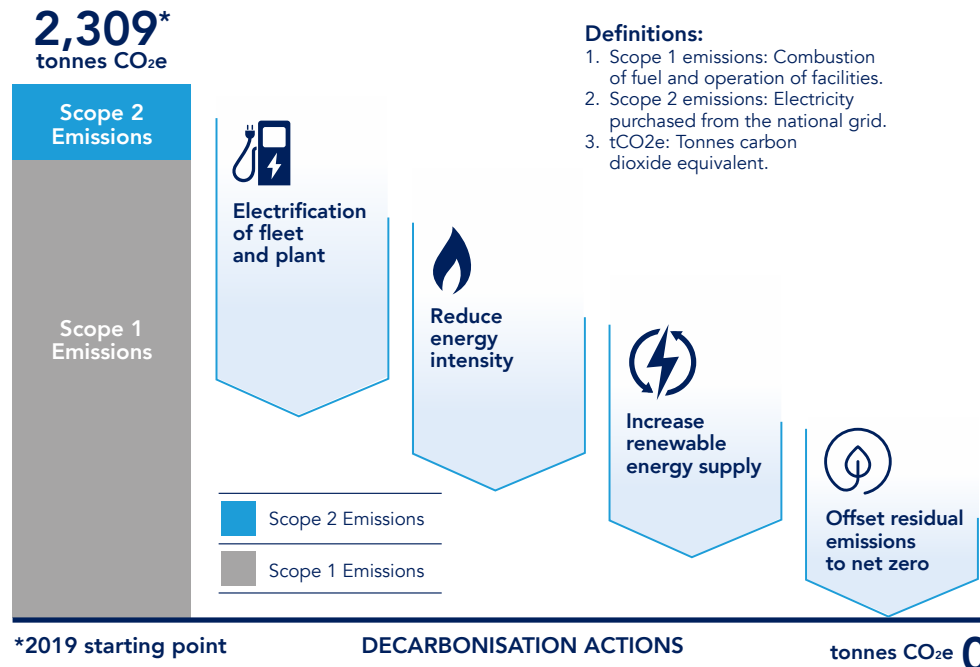 2,309*
tonnes CO₂e
Scope 2
Emissions
Scope 1
Emissions
Electrification
of fleet
and plant
Reduce
energy
intensity
Increase
renewable
energy supply
Offset residual
emissions
to net zero
Definitions:
1. Scope 1 emissions: Combustion
of fuel and operation of facilities.
2. Scope 2 emissions: Electricity
purchased from the national grid.
3. tCO2e: Tonnes carbon
dioxide equivalent.
Scope 2 Emissions
Scope 1 Emissions
*2019 starting point
DECARBONISATION ACTIONS
tonnes CO₂e